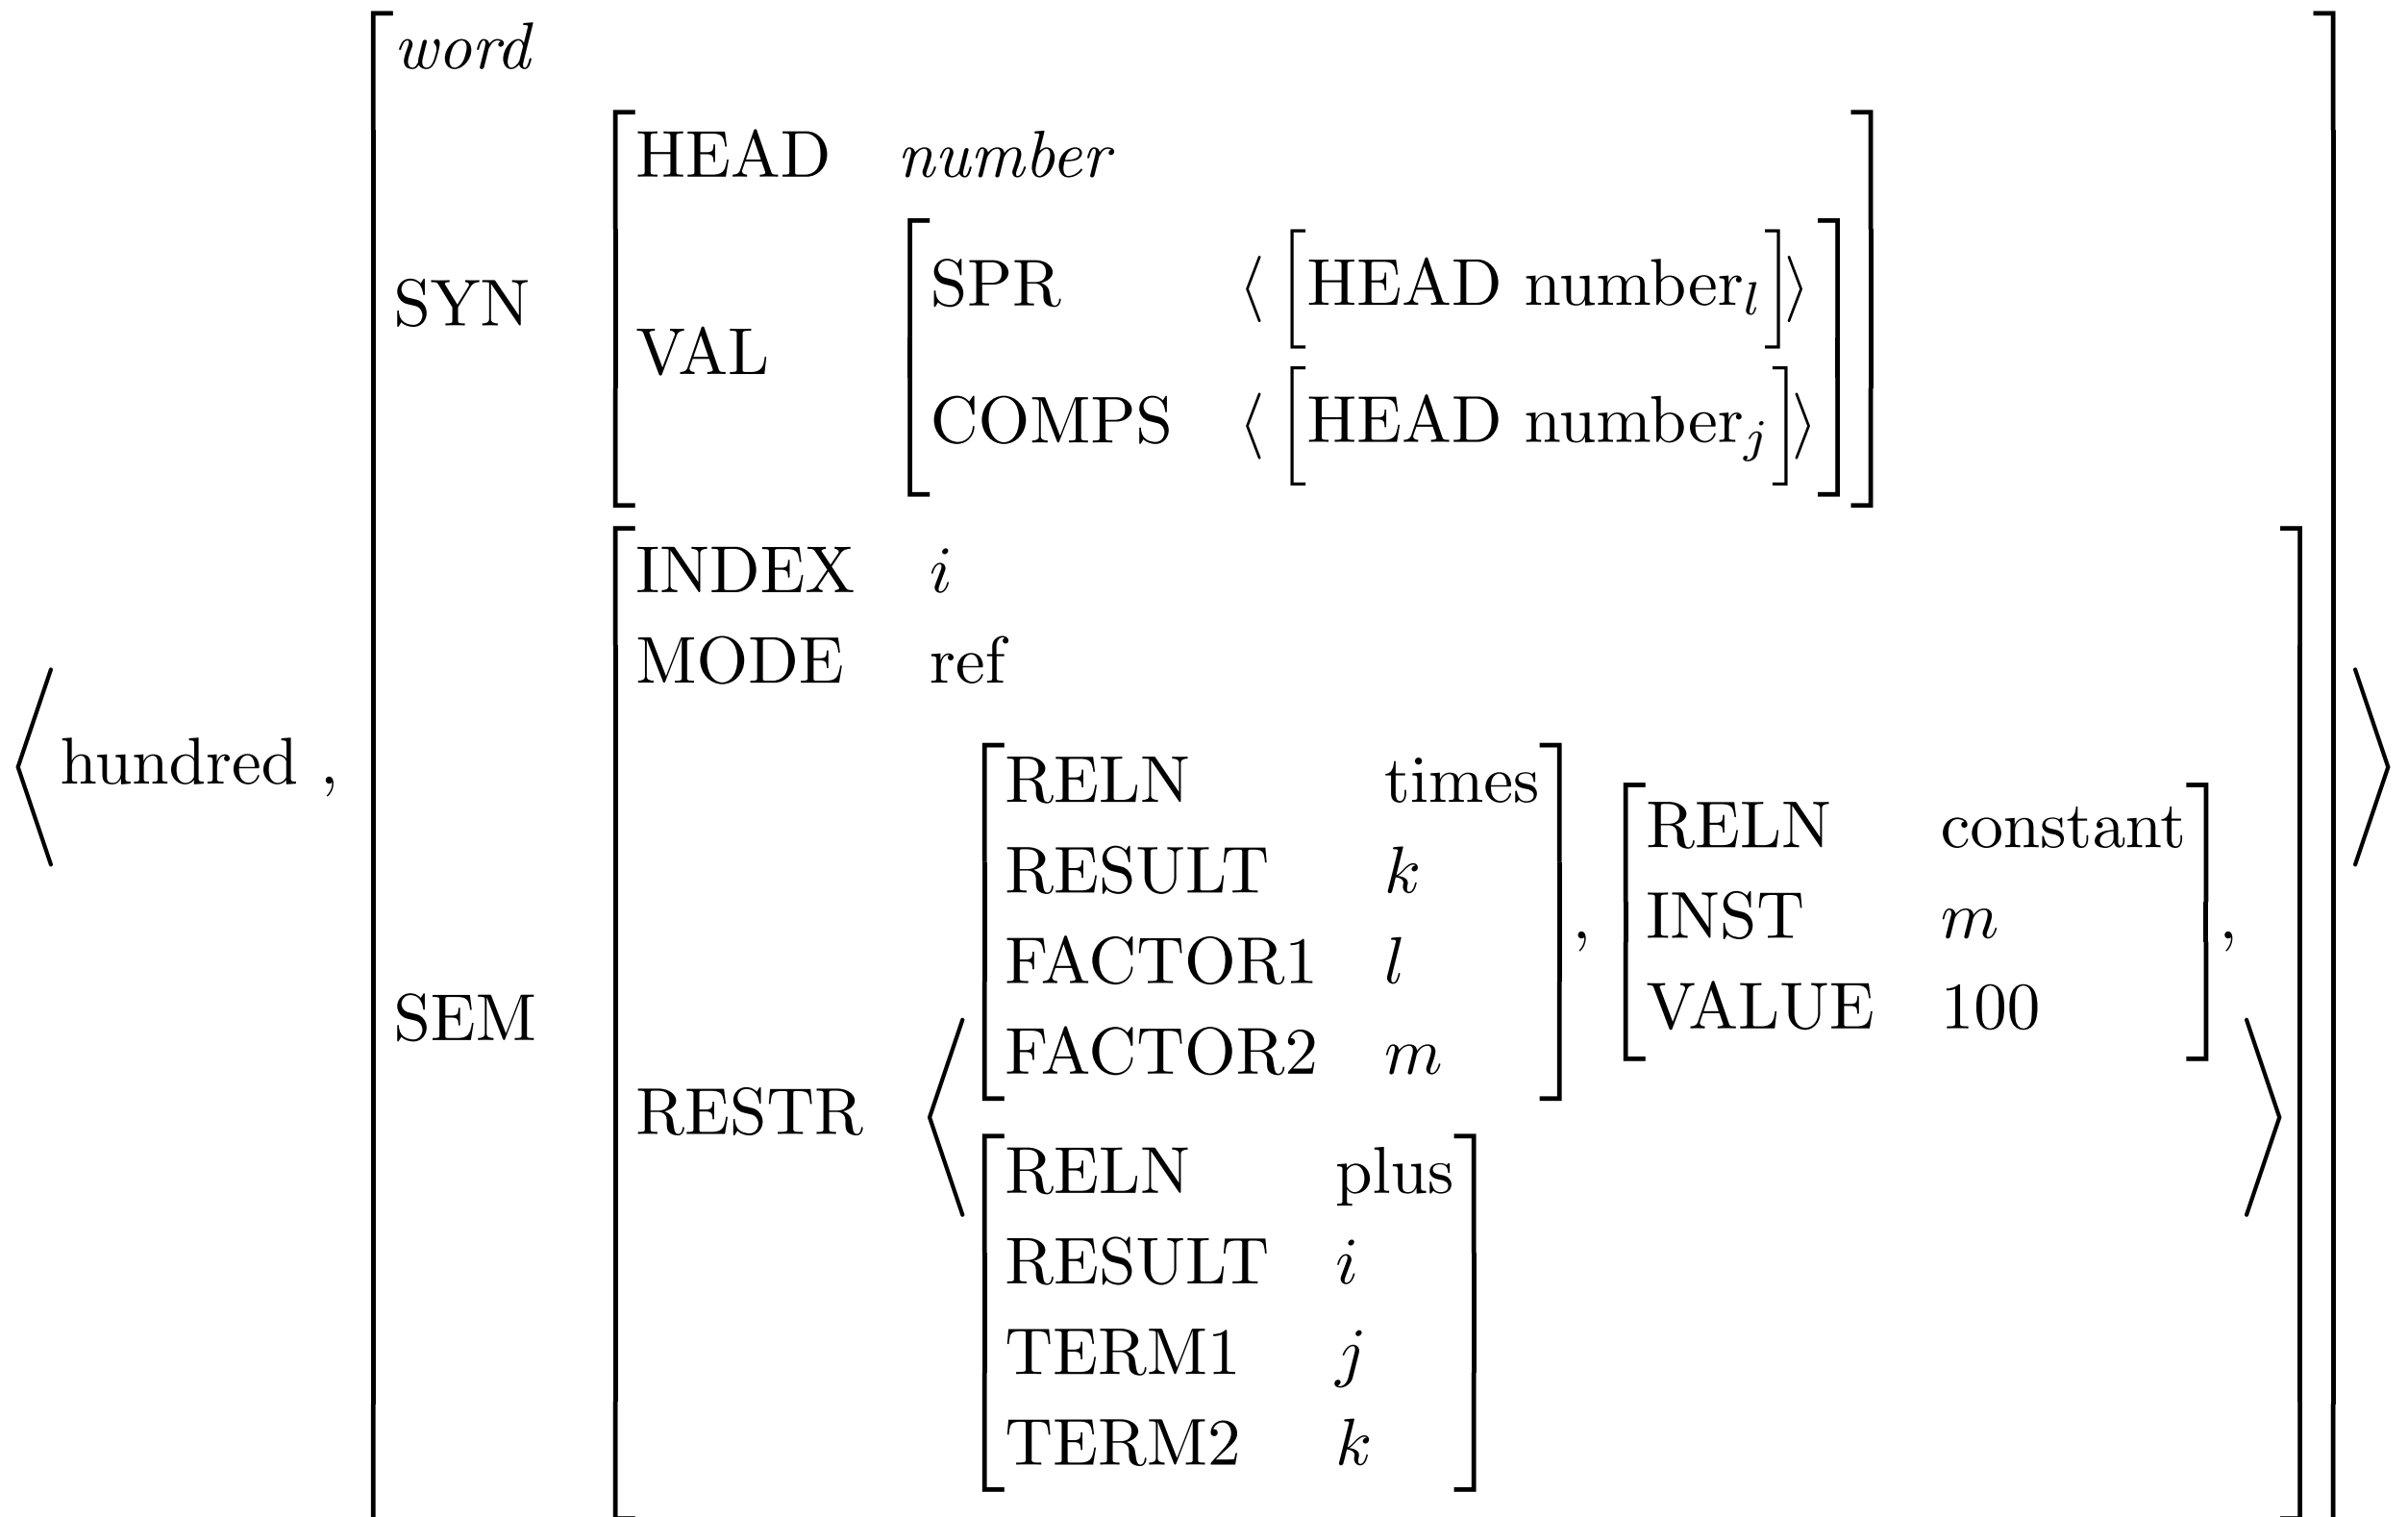 word
HEAD number
SPR ⟨[HEAD number_l]⟩
SYN
VAL
COMPS ⟨[HEAD number_j]⟩
INDEX i
MODE ref
⟨hundred ,
RELN times
RELN constant
RESULT k
INST m
FACTOR1 l , ,
VALUE 100
SEM
FACTOR2 m
RESTR
RELN plus
RESULT i
TERM1 j
TERM2 k